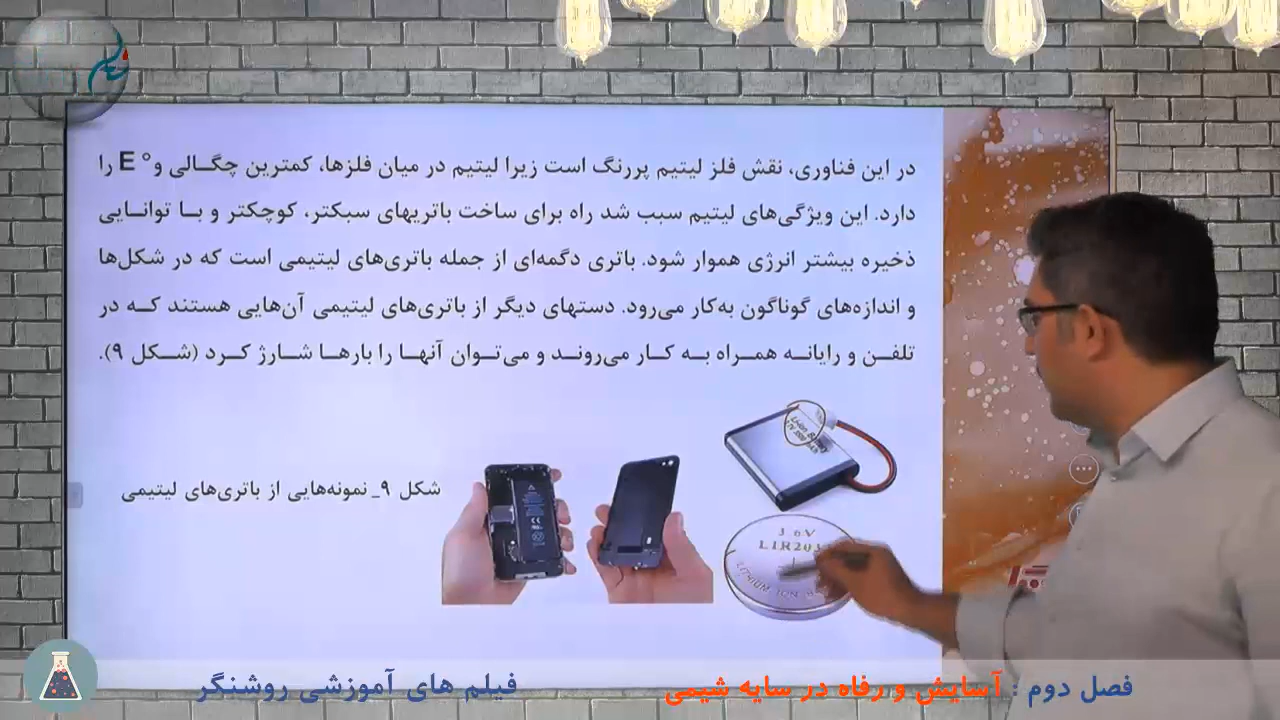 در این فناوری، نقش فلز لیتیم پررنگ است زیرا لیتیم در میان فلزها، کمترین چگالی و E° را
دارد. این ویژگی‌های لیتیم سبب شد راه برای ساخت باتریهای سبکتر، کوچکتر و با توانایی
ذخیره بیشتر انرژی هموار شود. باتری دگمه‌ای از جمله باتری‌های لیتیمی است که در شکل‌ها
و اندازه‌های گوناگون به‌کار می‌رود. دستهای دیگر از باتری‌های لیتیمی آن‌هایی هستند که در
تلفن و رایانه همراه به کار می‌روند و می‌توان آنها را بارها شارژ کرد (شکل ۹).
شکل ۹_ نمونه‌هایی از باتری‌های لیتیمی
Li-ion
3 6V
LIR203
LITHIUM ION
فصل دوم : آسایش و رفاه در سایه شیمی
فیلم های آموزشی روشنگر